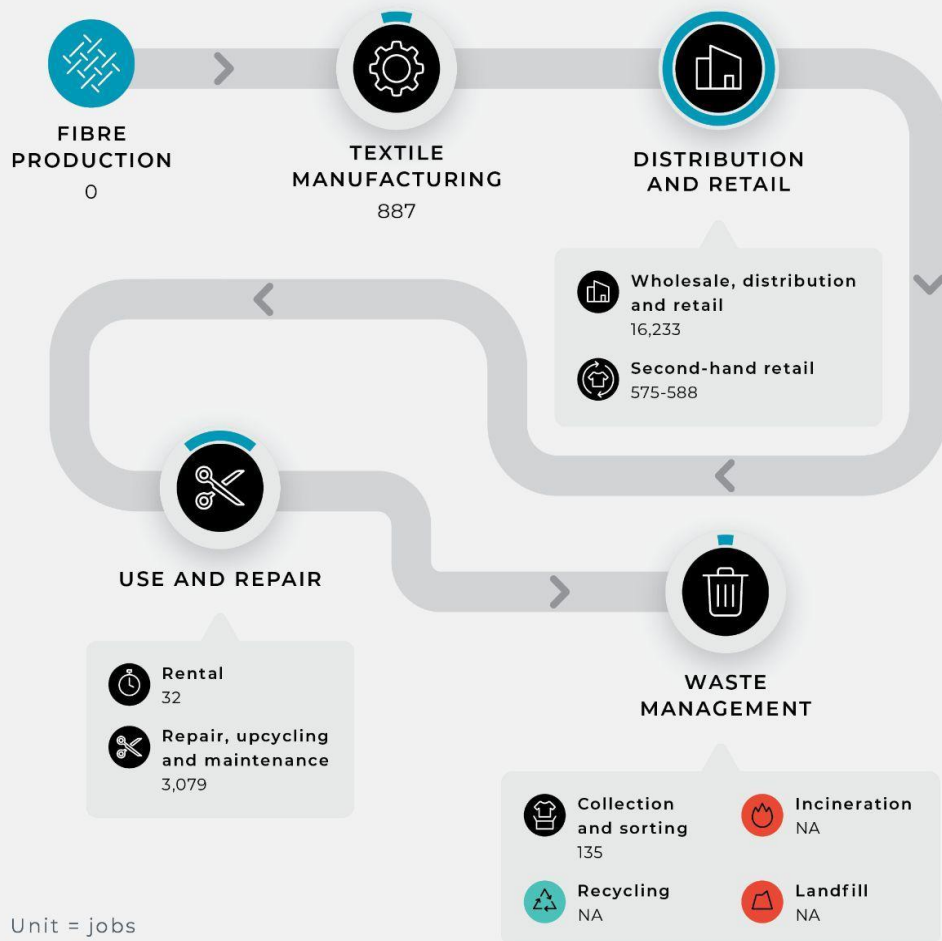 FIBRE
PRODUCTION
0
TEXTILE
MANUFACTURING
887
DISTRIBUTION
AND RETAIL
Wholesale, distribution
and retail
16,233
Second-hand retail
575-588
USE AND REPAIR
Rental
32
Repair, upcycling
and maintenance
3,079
WASTE
MANAGEMENT
Collection
and sorting
135
Incineration
NA
Recycling
NA
Landfill
NA
Unit = jobs